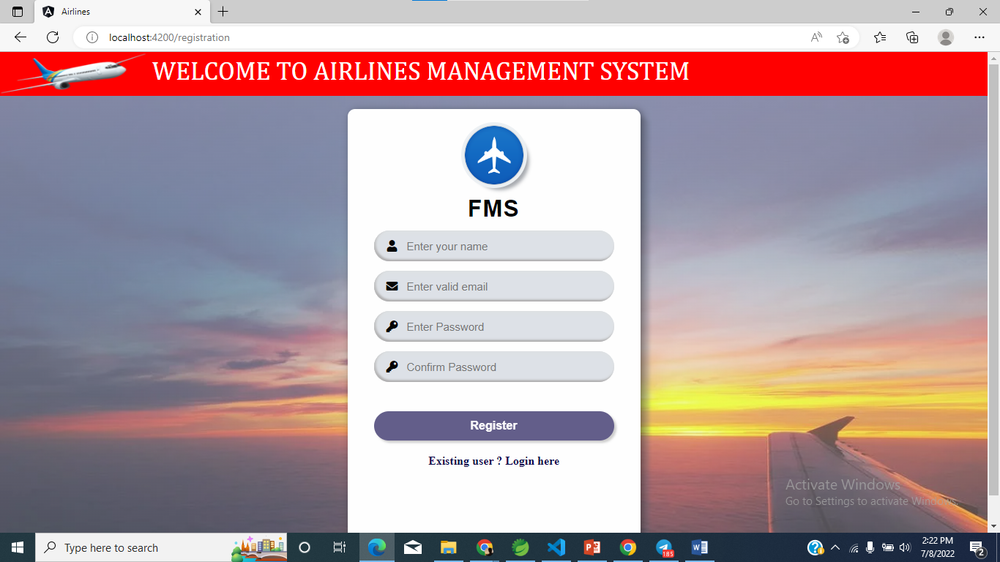 Airlines
localhost:4200/registration
WELCOME TO AIRLINES MANAGEMENT SYSTEM
FMS
Enter your name
Enter valid email
Enter Password
Confirm Password
Register
Existing user ? Login here
Activate Windows
Go to Settings to activate Windows.
Type here to search
185
2:22 PM
7/8/2022
2